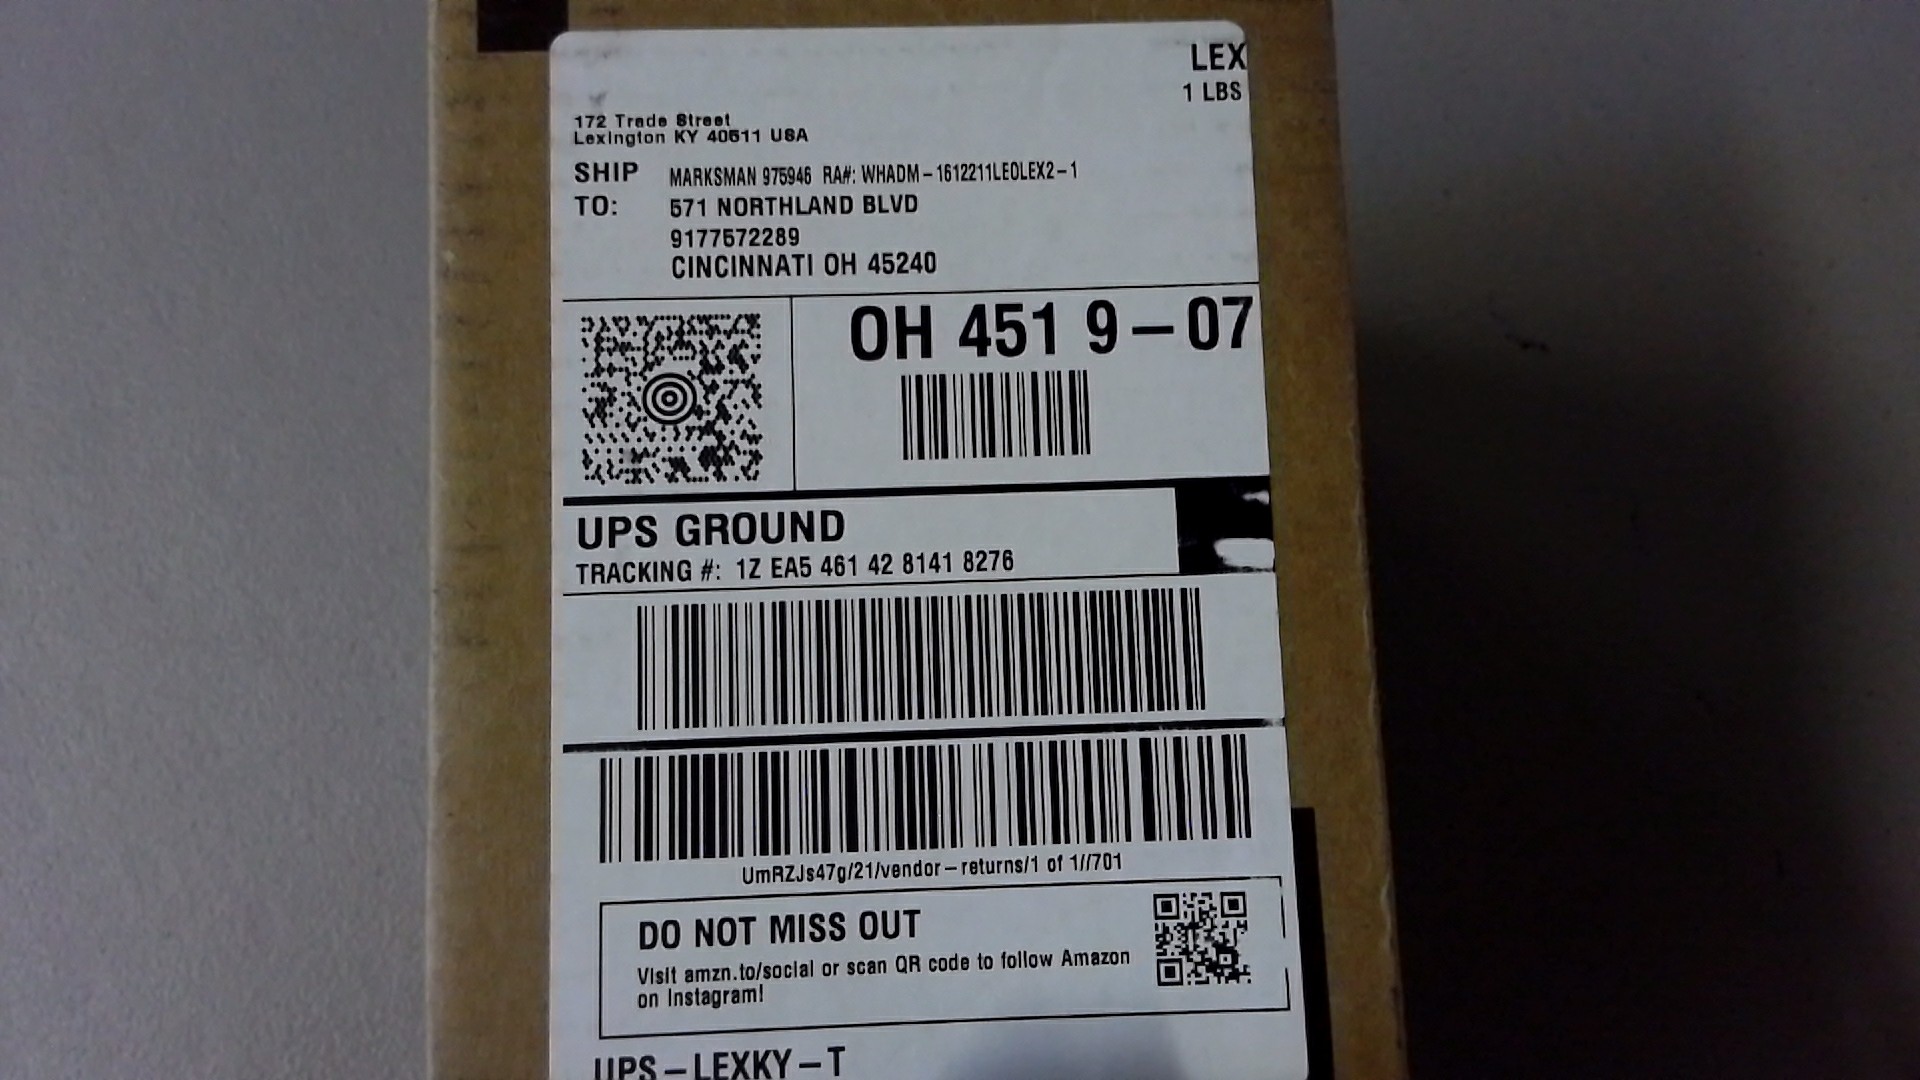 LEX
1 LBS
172 Trade Street
Lexington KY 40511 USA
SHIP TO:
MARKSMAN 975946 RA#: WHADM-1612211LEOLEX2-1
571 NORTHLAND BLVD
9177572289
CINCINNATI OH 45240
OH 451 9-07
UPS GROUND
TRACKING #: 1Z EA5 461 42 8141 8276
UmRZJs47g/21/vendor-returns/1 of 1//701
DO NOT MISS OUT
Visit amzn.to/social or scan QR code to follow Amazon
on Instagram!
UPS-LEXKY-T